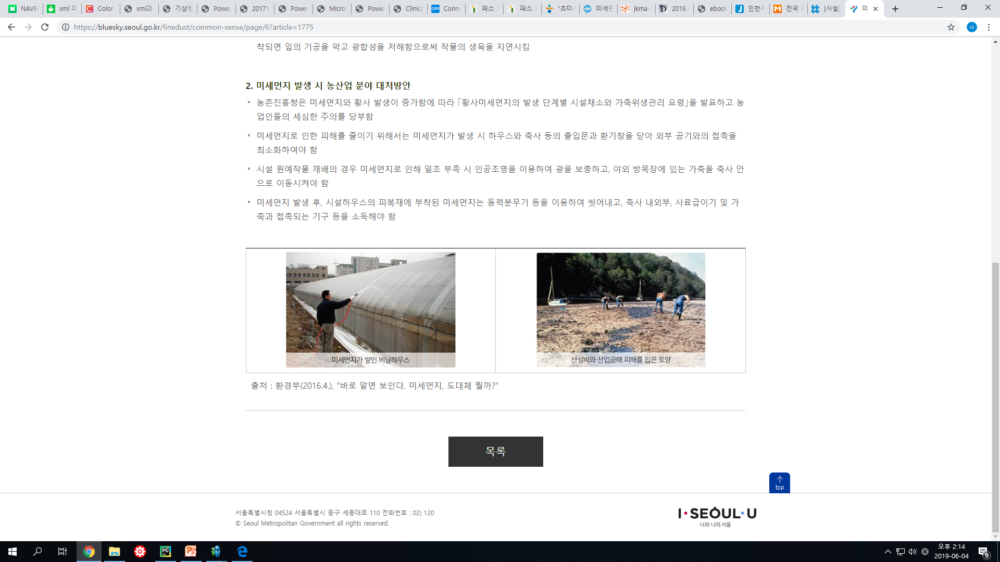 NAVE
xml 파
Color
xml과
기상청
Power
20171
Power
Micro
Power
Clinica
DSM
Conn
패스
패스
"초미
미세먼
jkma-
2019.
ebook
인천시
전국
[사설]
미
https://bluesky.seoul.go.kr/finedust/common-sense/page/6?article=1775
나
착되면 잎의 기공을 막고 광합성을 저해함으로써 작물의 생육을 지연시킴
2. 미세먼지 발생 시 농산업 분야 대처방안
농촌진흥청은 미세먼지와 황사 발생이 증가함에 따라 「황사미세먼지의 발생 단계별 시설채소와 가축위생관리 요령」을 발표하고 농
업인들의 세심한 주의를 당부함
미세먼지로 인한 피해를 줄이기 위해서는 미세먼지가 발생 시 하우스와 축사 등의 출입문과 환기창을 닫아 외부 공기와의 접촉을
최소화하여야 함
시설 원예작물 재배의 경우 미세먼지로 인해 일조 부족 시 인공조명을 이용하여 광을 보충하고, 야외 방목장에 있는 가축을 축사 안
으로 이동시켜야 함
미세먼지 발생 후, 시설하우스의 피복재에 부착된 미세먼지는 동력분무기 등을 이용하여 씻어내고, 축사 내외부, 사료급이기 및 가
축과 접촉되는 기구 등을 소독해야 함
미세먼지가 쌓인 비닐하우스
산성비와 산업공해 피해를 입은 토양
출처 : 환경부(2016.4.), “바로 알면 보인다. 미세먼지, 도대체 뭘까?”
목록
top
서울특별시청 04524 서울특별시 중구 세종대로 110 전화번호 : 02) 120
© Seoul Metropolitan Government all rights reserved.
I·SEOUL·U
너와 나의 서울
오후 2:14
2019-06-04
9